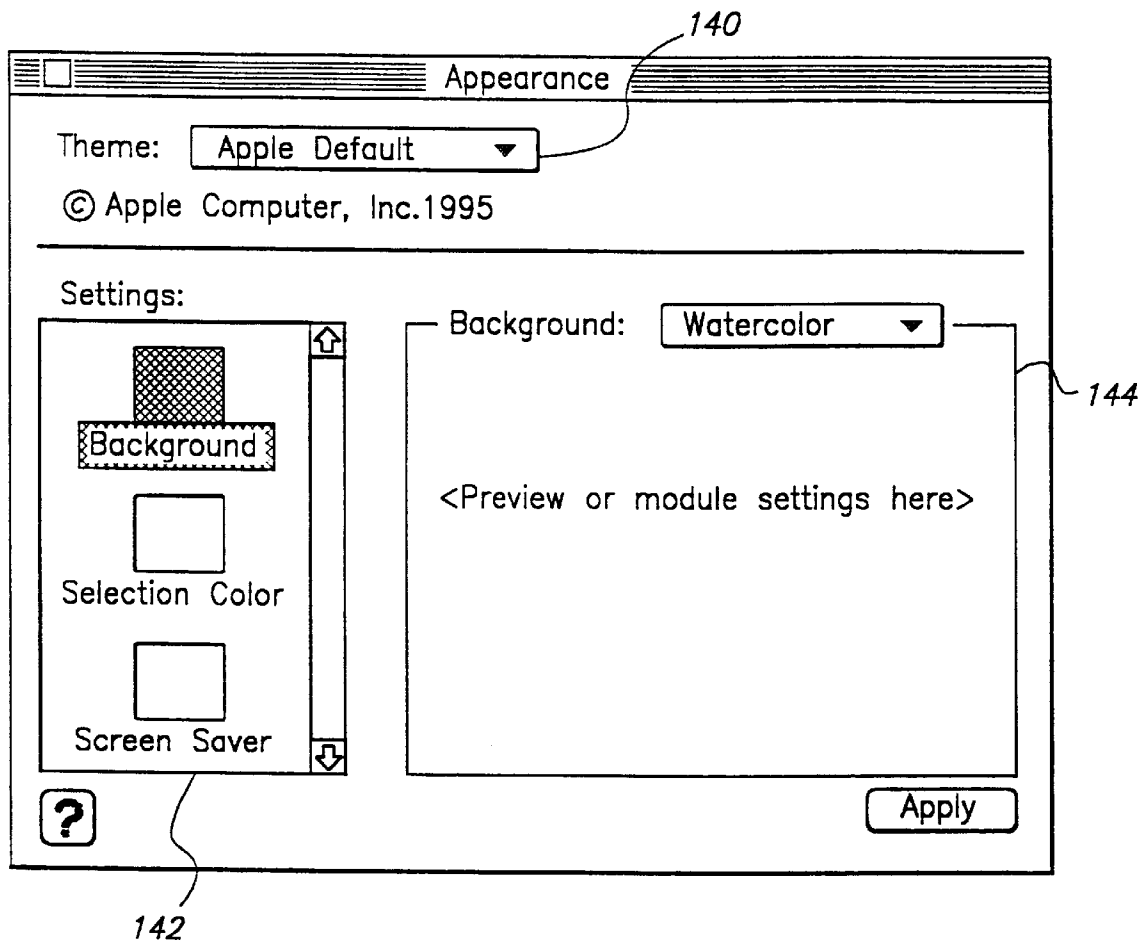 140
Appearance
Theme: Apple Default
© Apple Computer, Inc.1995
Settings:
Background: Watercolor
144
Background
<Preview or module settings here>
Selection Color
Screen Saver
?
Apply
142